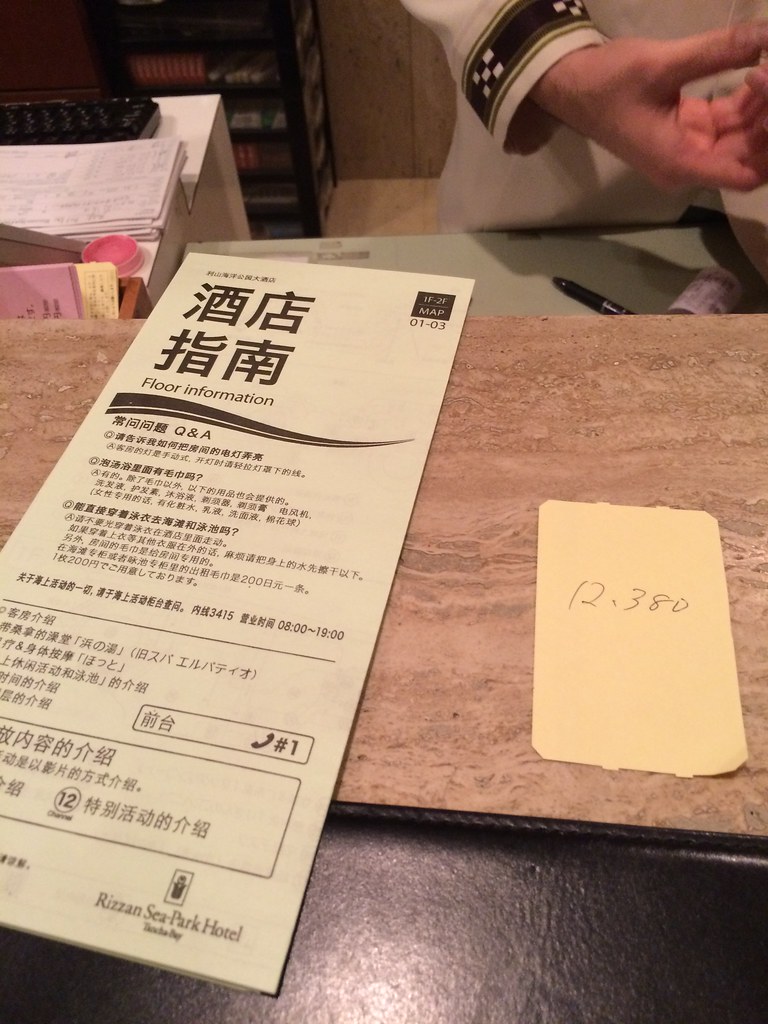 利山海洋公园大酒店
酒店
指南
Floor information
1F-2F
MAP
01-03
常问问题 Q&A
◎请告诉我如何把房间的电灯弄亮
Ⓐ客房的灯是手动式，开灯时请轻拉灯罩下的线。
◎泡汤浴里面有毛巾吗？
Ⓐ有的。除了毛巾以外，以下的用品也会提供的。
洗发液，护发素，沐浴液，剃须器，剃须膏，电风机，
（女性专用的话，有化粧水，乳液，洗面液，棉花球）
◎能直接穿着泳衣去海滩和泳池吗？
Ⓐ请不要光穿着泳衣在酒店里面走动。
如果穿着上衣等其他衣服在外的话，麻烦请把身上的水先擦干以下。
另外，房间的毛巾是给房间专用的。
在海滩专柜或者泳池专柜里的出租毛巾是200日元一条。
1枚200円でご用意しております。
关于海上活动的一切，请于海上活动柜台查问。 内线3415 营业时间 08:00~19:00
客房介绍
带桑拿的澡堂「浜の湯」（旧スパ エルパティオ）
疗＆身体按摩「ほっと」
上休闲活动和泳池」的介绍
时间的介绍
层的介绍
前台
#1
放内容的介绍
动是以影片的方式介绍。
介绍
12 特别活动的介绍
Channel
Rizzan Sea-Park Hotel
Tancha-Bay
12.380